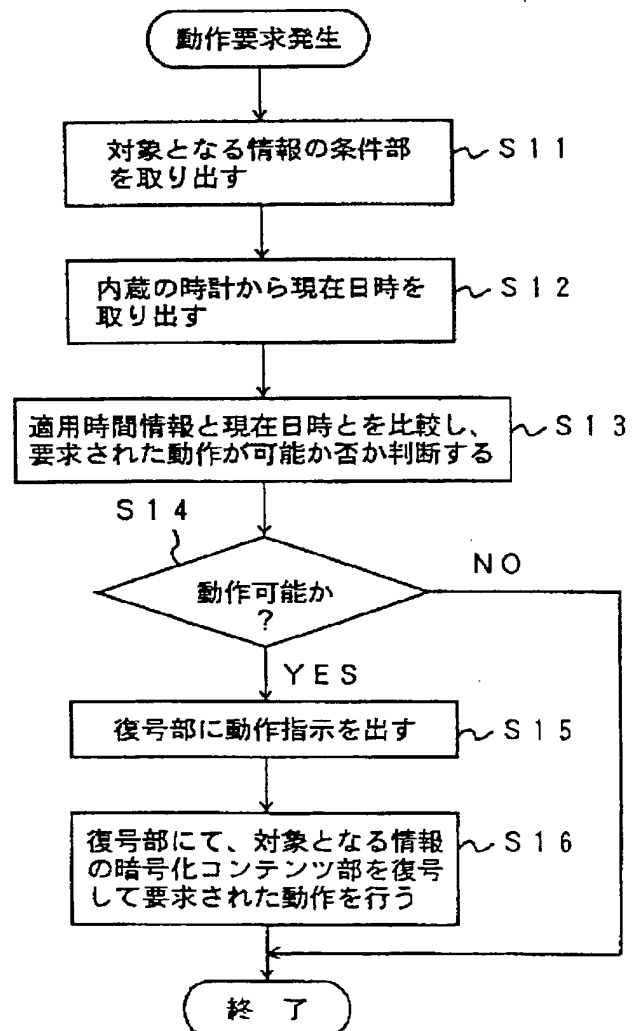 動作要求発生
対象となる情報の条件部
を取り出す
S11
内蔵の時計から現在日時を
取り出す
S12
適用時間情報と現在日時とを比較し、
要求された動作が可能か否か判断する
S13
S14
動作可能か
?
NO
YES
復号部に動作指示を出す
S15
復号部にて、対象となる情報
の暗号化コンテンツ部を復号
して要求された動作を行う
S16
終 了